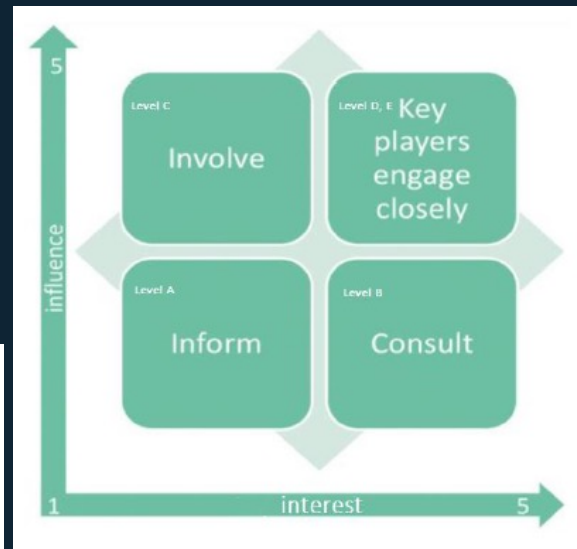 5
Level C
Involve
Level D, E
Key
players
engage
closely
influence
Level A
Inform
Level B
Consult
1
interest
5